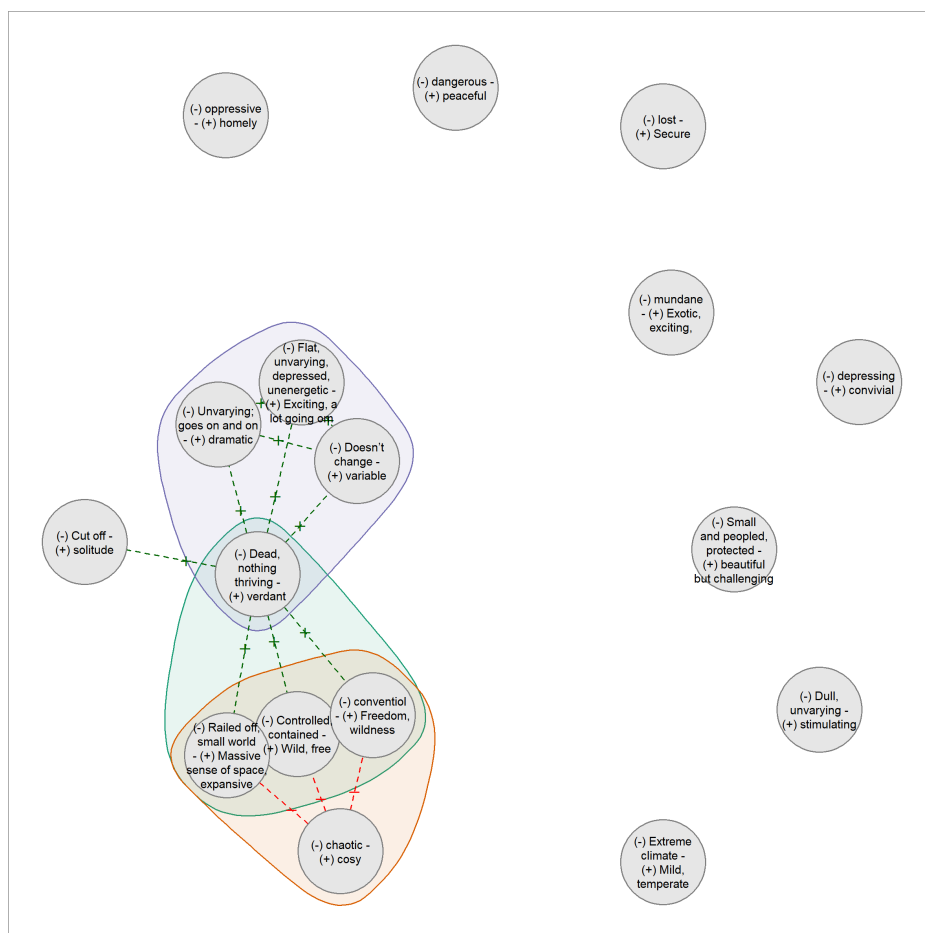 (-) oppressive
- (+) homely
(-) dangerous -
(+) peaceful
(-) lost -
(+) Secure
(-) mundane
- (+) Exotic,
exciting,
(-) depressing
- (+) convivial
(-) Flat,
unvarying,
depressed,
unenergetic -
(+) Exciting, a
lot going on
(-) Unvarying;
goes on and on
- (+) dramatic
(-) Doesn't
change -
(+) variable
(-) Cut off -
(+) solitude
(-) Dead,
nothing
thriving -
(+) verdant
(-) Small
and peopled,
protected -
(+) beautiful
but challenging
(-) conventiol
- (+) Freedom,
wildness
(-) Controlled,
contained -
(+) Wild, free
(-) Railed off,
small world
- (+) Massive
sense of space,
expansive
(-) Dull,
unvarying -
(+) stimulating
(-) chaotic -
(+) cosy
(-) Extreme
climate -
(+) Mild,
temperate